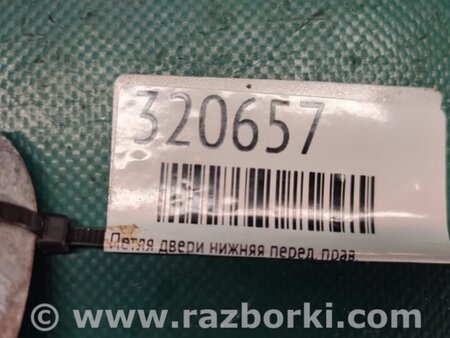 320657
Петля двери нижняя перед. прав.
© www.razborki.com